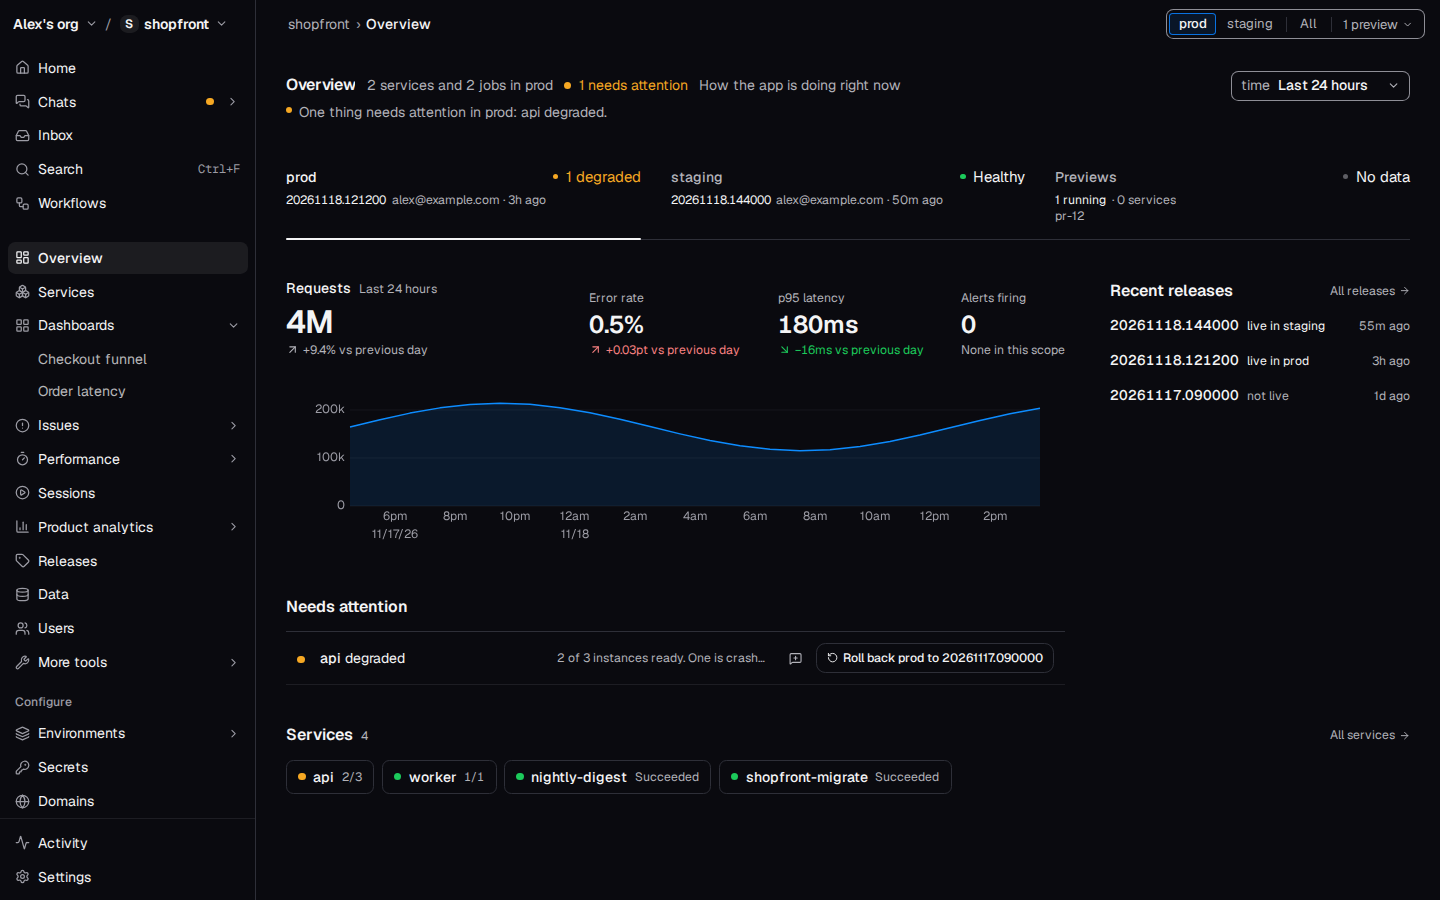 Alex's org / S shopfront
Home
Chats
Inbox
Search Ctrl+F
Workflows
Overview
Services
Dashboards
Checkout funnel
Order latency
Issues
Performance
Sessions
Product analytics
Releases
Data
Users
More tools
Configure
Environments
Secrets
Domains
Activity
Settings
shopfront › Overview
prod staging All 1 preview
Overview 2 services and 2 jobs in prod 1 needs attention How the app is doing right now
One thing needs attention in prod: api degraded.
time Last 24 hours
prod 1 degraded
20261118.121200 alex@example.com · 3h ago
staging Healthy
20261118.144000 alex@example.com · 50m ago
Previews No data
1 running · 0 services
pr-12
Requests Last 24 hours
4M
+9.4% vs previous day
Error rate
0.5%
+0.03pt vs previous day
p95 latency
180ms
−16ms vs previous day
Alerts firing
0
None in this scope
200k
100k
0
6pm 8pm 10pm 12am 2am 4am 6am 8am 10am 12pm 2pm
11/17/26 11/18
Recent releases All releases →
20261118.144000 live in staging 55m ago
20261118.121200 live in prod 3h ago
20261117.090000 not live 1d ago
Needs attention
api degraded 2 of 3 instances ready. One is crash… Roll back prod to 20261117.090000
Services 4 All services →
api 2/3 worker 1/1 nightly-digest Succeeded shopfront-migrate Succeeded